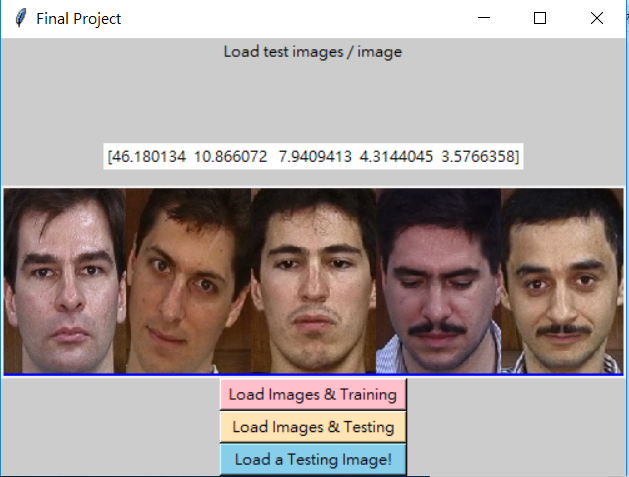 Final Project
Load test images / image
[46.180134 10.866072 7.9409413 4.3144045 3.5766358]
Load Images & Training
Load Images & Testing
Load a Testing Image!